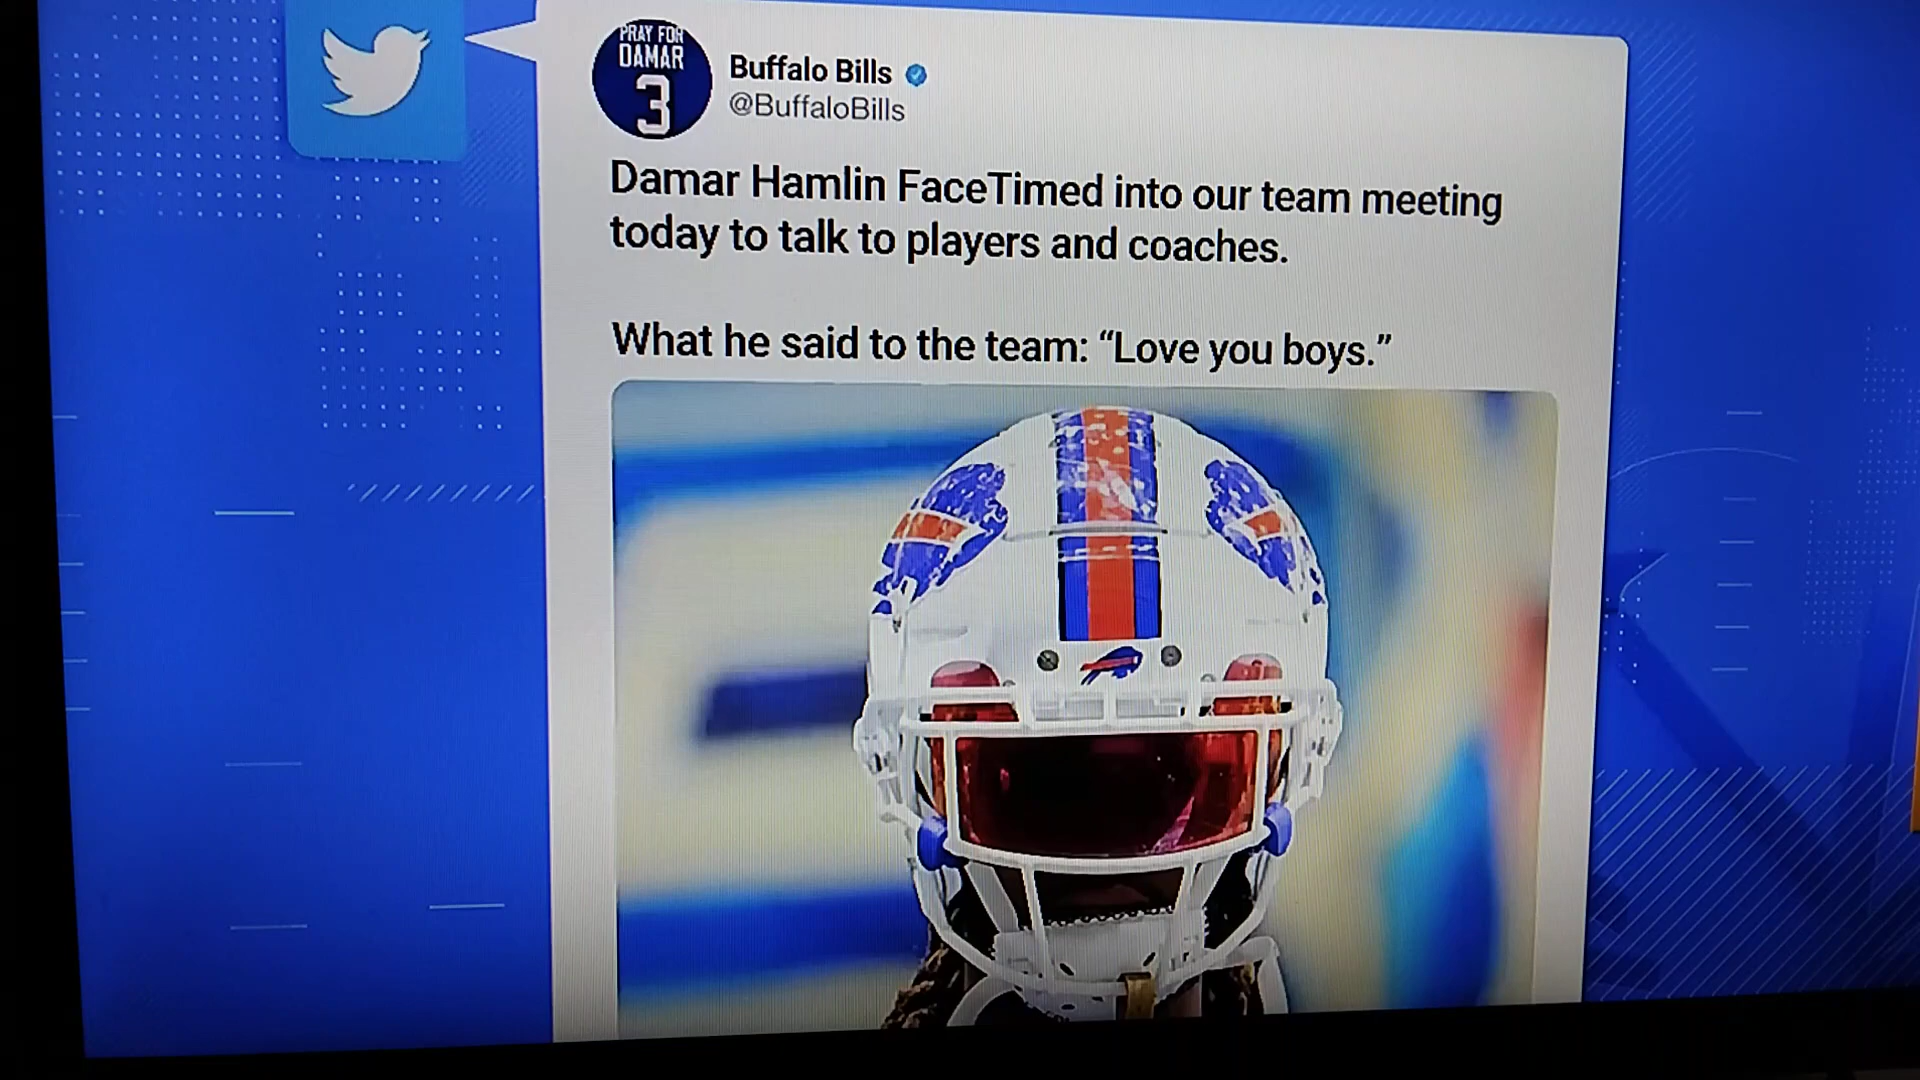 PRAY FOR
DAMAR
3
Buffalo Bills
@BuffaloBills
Damar Hamlin FaceTimed into our team meeting
today to talk to players and coaches.
What he said to the team: “Love you boys.”